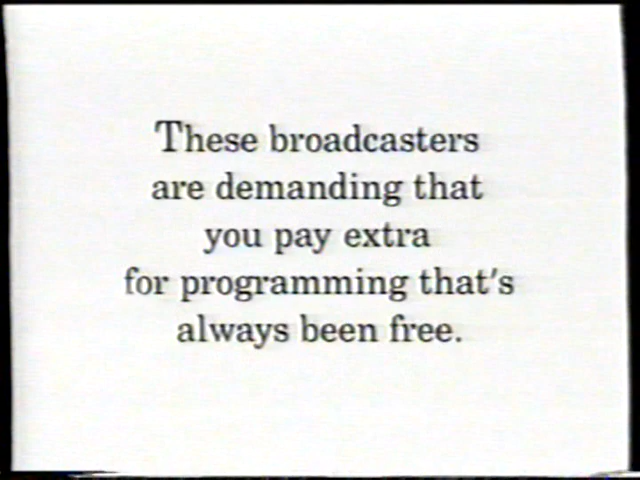 These broadcasters
are demanding that
you pay extra
for programming that's
always been free.